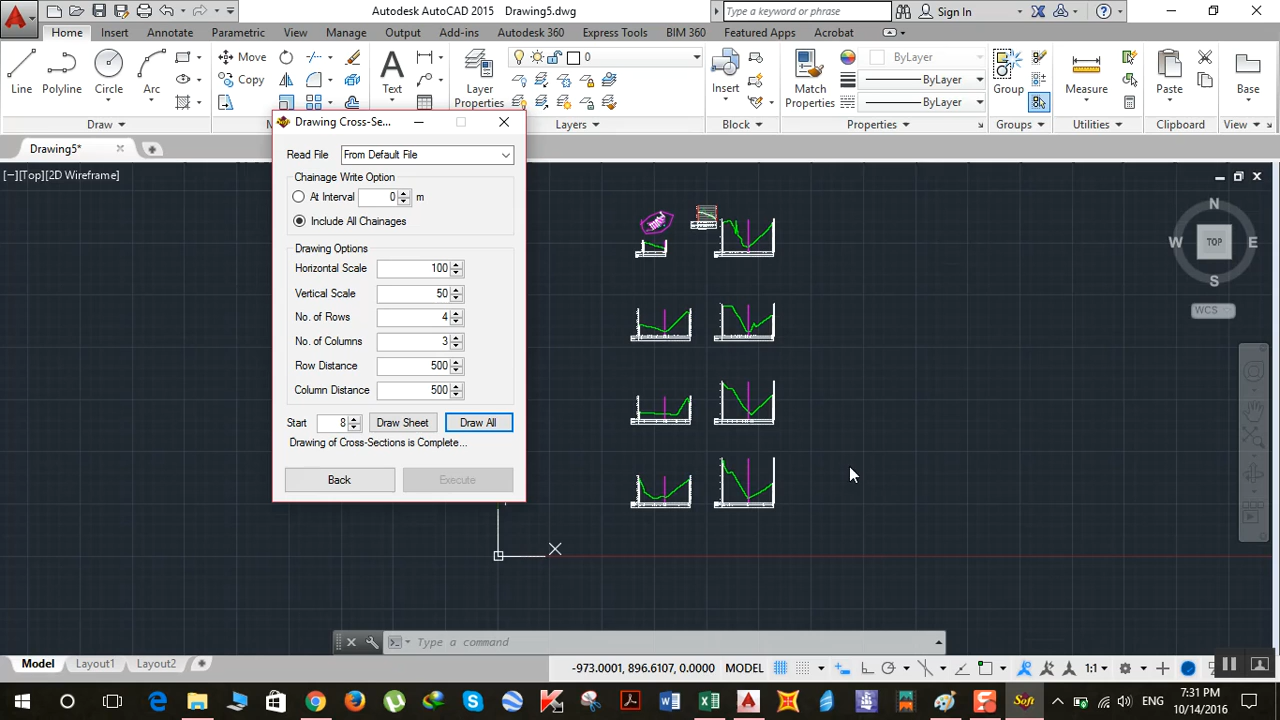 Autodesk AutoCAD 2015 Drawing5.dwg
Type a keyword or phrase
Sign In
Home Insert Annotate Parametric View Manage Output Add-ins Autodesk 360 Express Tools BIM 360 Featured Apps Acrobat
Line Polyline Circle Arc
Move
Copy
Text
Layer Properties
0
Insert
Match Properties
ByLayer
ByLayer
ByLayer
Group
Measure
Paste
Base
Draw Layers Block Properties Groups Utilities Clipboard View
Drawing5*
[−][Top][2D Wireframe]
Drawing Cross-Se...
Read File From Default File
Chainage Write Option
At Interval 0 m
Include All Chainages
Drawing Options
Horizontal Scale 100
Vertical Scale 50
No. of Rows 4
No. of Columns 3
Row Distance 500
Column Distance 500
Start 8 Draw Sheet Draw All
Drawing of Cross-Sections is Complete...
Back Execute
N
W TOP E
S
WCS
X
Type a command
Model Layout1 Layout2
-973.0001, 896.6107, 0.0000 MODEL
1:1
Soft
ENG
7:31 PM
10/14/2016